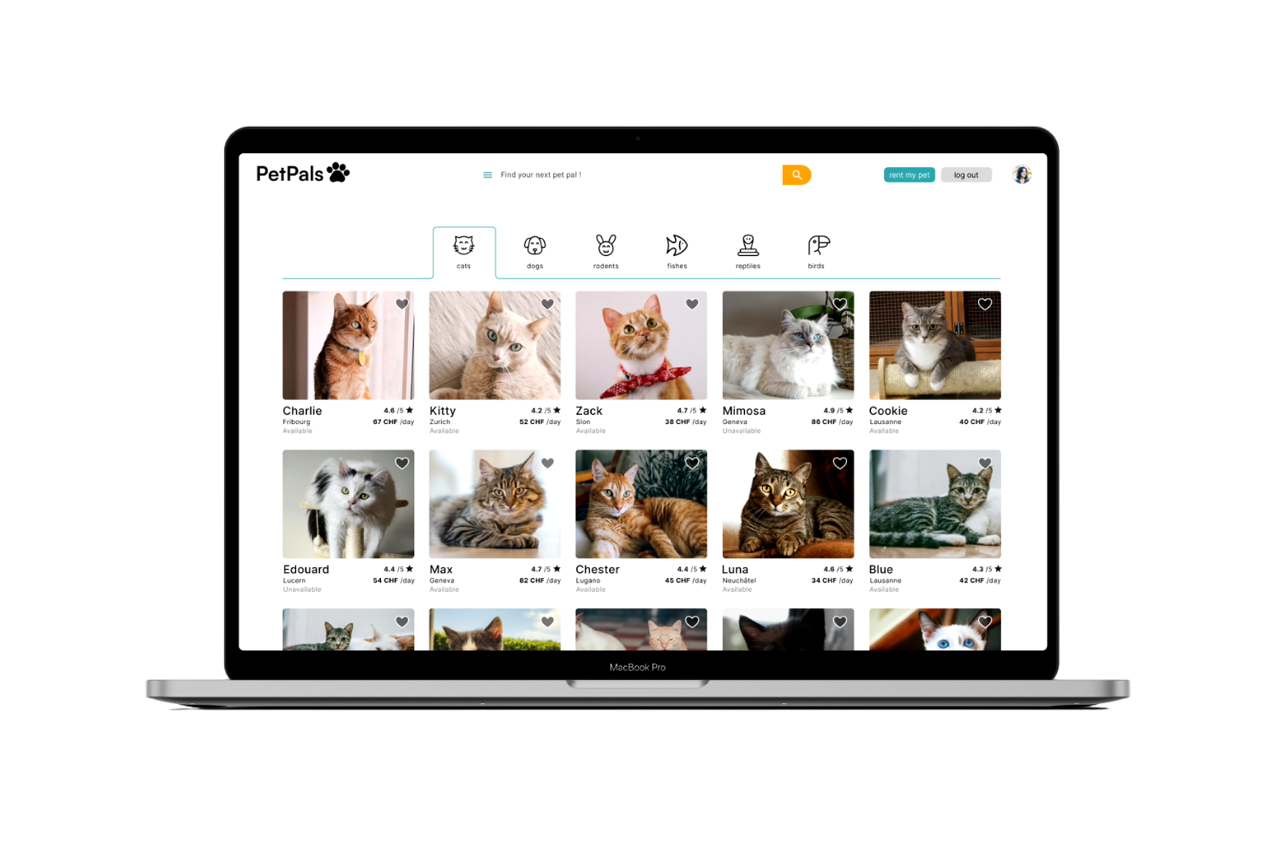 PetPals
Find your next pet pal !
rent my pet
log out
cats
dogs
rodents
fishes
reptiles
birds
Charlie
4.6 /5 ★
Fribourg
67 CHF /day
Available
Kitty
4.2 /5 ★
Zurich
52 CHF /day
Available
Zack
4.7 /5 ★
Sion
38 CHF /day
Available
Mimosa
4.9 /5 ★
Geneva
86 CHF /day
Unavailable
Cookie
4.2 /5 ★
Lausanne
40 CHF /day
Available
Edouard
4.4 /5 ★
Lucern
54 CHF /day
Unavailable
Max
4.7 /5 ★
Geneva
82 CHF /day
Available
Chester
4.4 /5 ★
Lugano
45 CHF /day
Available
Luna
4.6 /5 ★
Neuchâtel
34 CHF /day
Available
Blue
4.3 /5 ★
Lausanne
42 CHF /day
Available
MacBook Pro